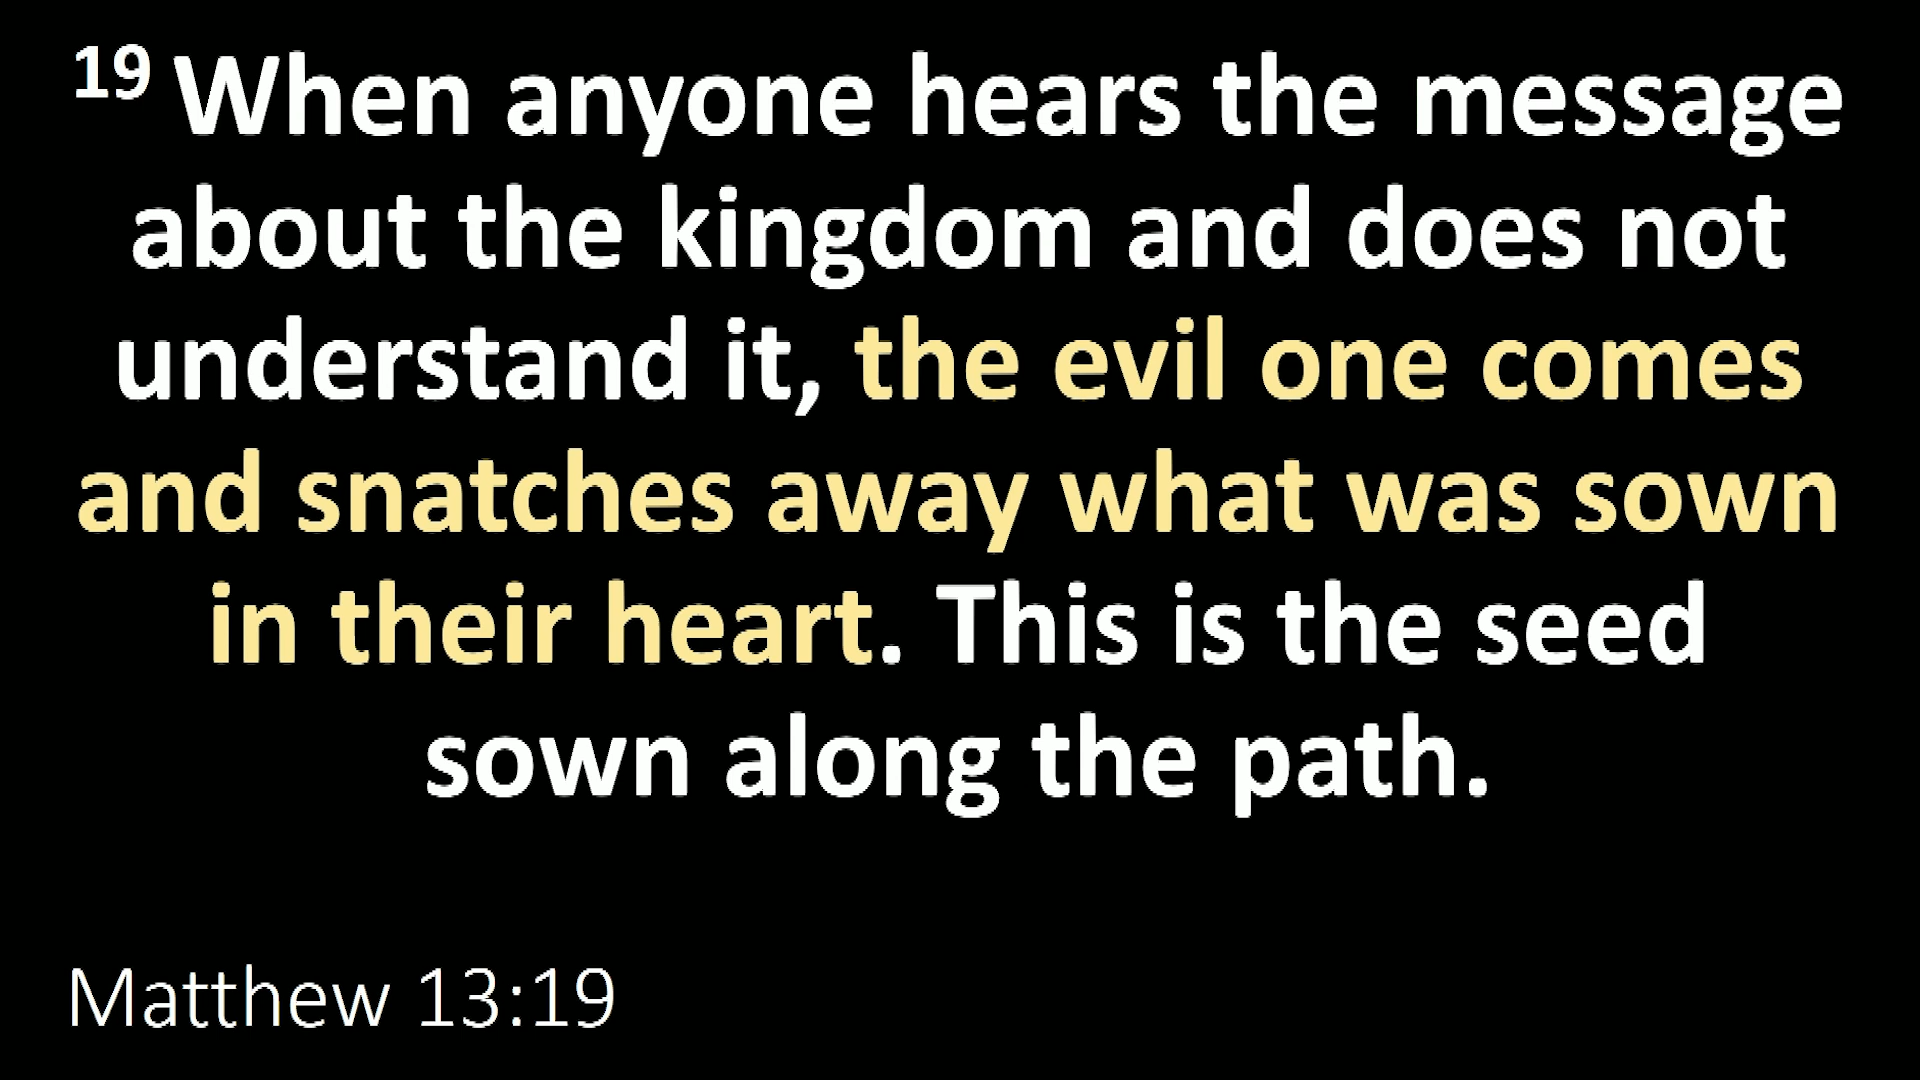 19 When anyone hears the message
about the kingdom and does not
understand it, the evil one comes
and snatches away what was sown
in their heart. This is the seed
sown along the path.
Matthew 13:19